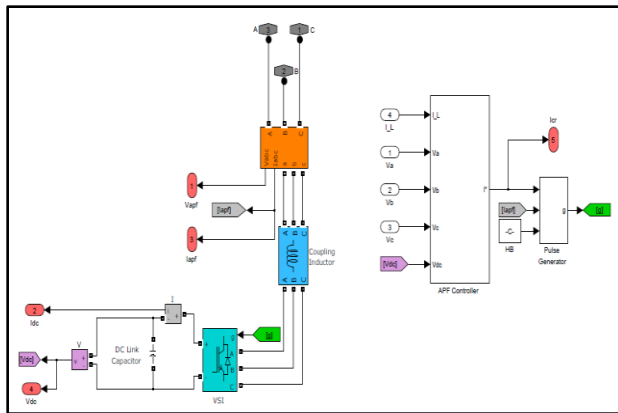 A
3
1
C
2
B
A
B
C
Vabc
Iabc
a
b
c
1
Vapf
[Iapf]
3
Iapf
A
B
C
Coupling
Inductor
A
B
C
2
Idc
I
+
-
V
[Vdc]
+
-
DC Link
Capacitor
4
Vdc
+
-
g
A
B
C
VSI
[g]
4
I_L
1
Va
2
Vb
3
Vc
[Vdc]
I_L
Va
Vb
Vc
Vdc
I*
APF Controller
Icr
5
[Iapf]
-C-
HB
g
Pulse
Generator
[g]